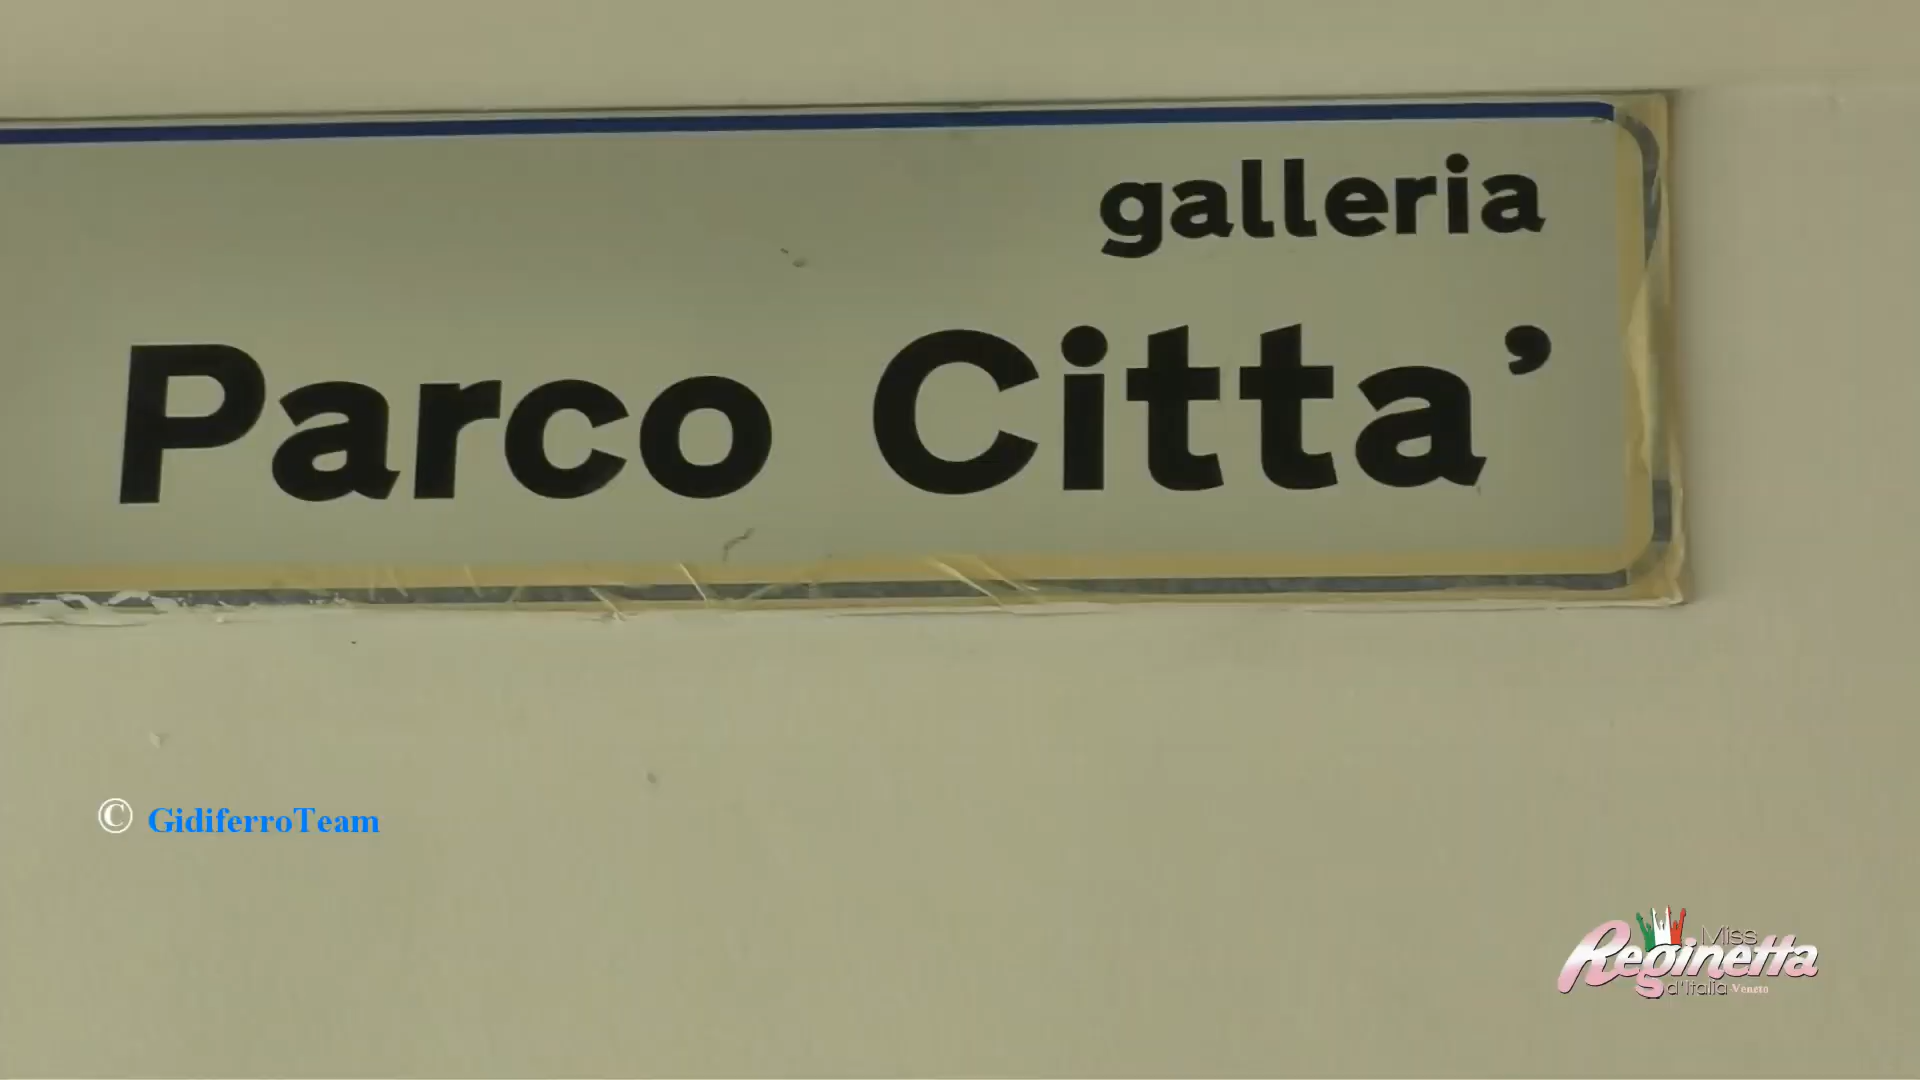 galleria
Parco Citta'
© GidiferroTeam
Miss
Reginetta
d'Italia Veneto